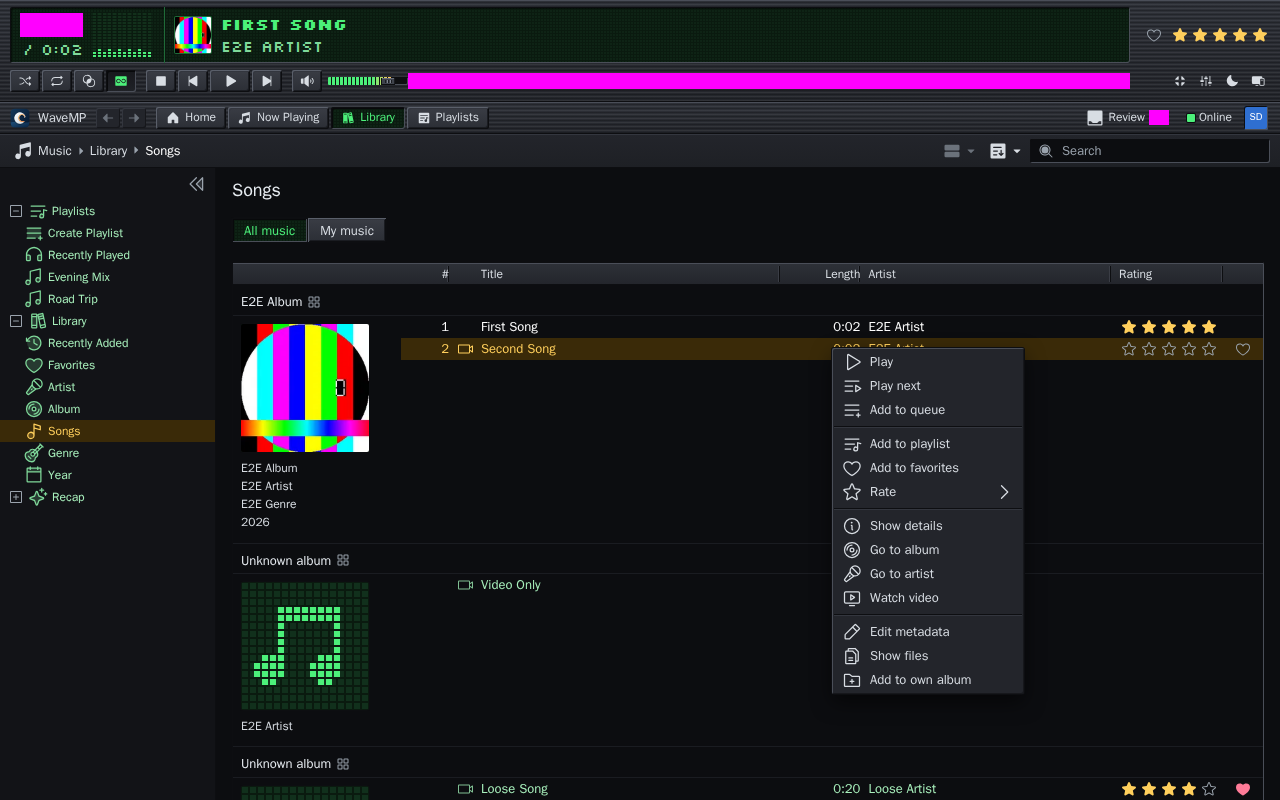 FIRST SONG
/ 0:02
E2E ARTIST
WaveMP
Home
Now Playing
Library
Playlists
Review
Online
SD
Music
Library
Songs
Search
Playlists
Create Playlist
Recently Played
Evening Mix
Road Trip
Library
Recently Added
Favorites
Artist
Album
Songs
Genre
Year
Recap
Songs
All music
My music
# Title Length Artist Rating
E2E Album
1 First Song 0:02 E2E Artist
2 Second Song 0:02 E2E Artist
E2E Album
E2E Artist
E2E Genre
2026
Unknown album
Video Only
E2E Artist
Unknown album
Loose Song 0:20 Loose Artist
Play
Play next
Add to queue
Add to playlist
Add to favorites
Rate
Show details
Go to album
Go to artist
Watch video
Edit metadata
Show files
Add to own album